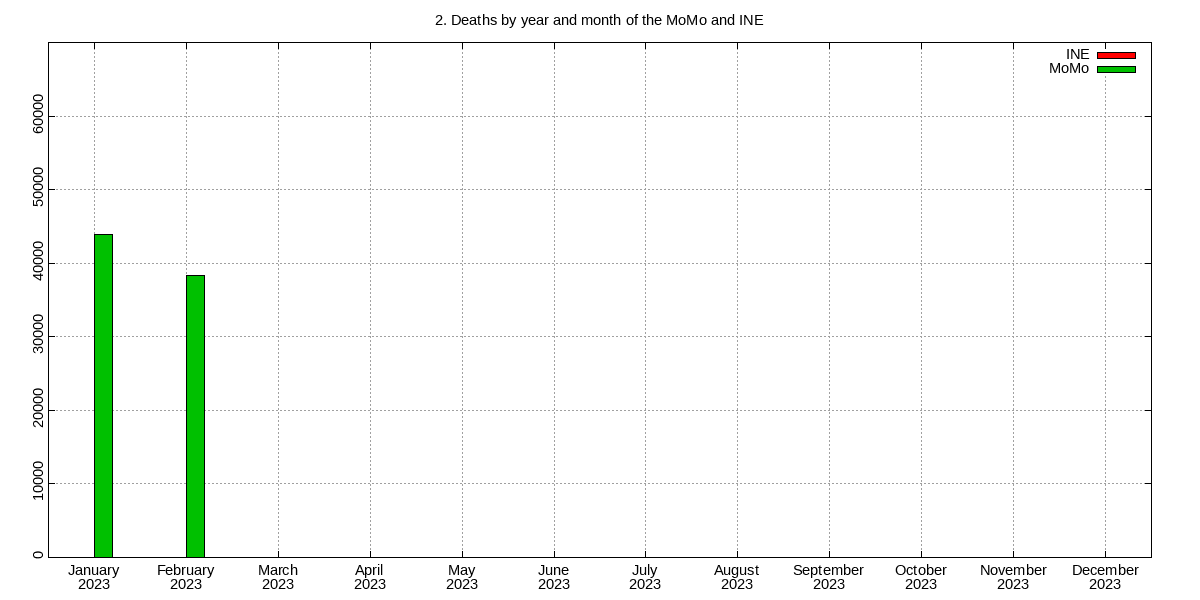 2. Deaths by year and month of the MoMo and INE
INE
MoMo
60000
50000
40000
30000
20000
10000
0
January February March April May June July August September October November December
2023 2023 2023 2023 2023 2023 2023 2023 2023 2023 2023 2023